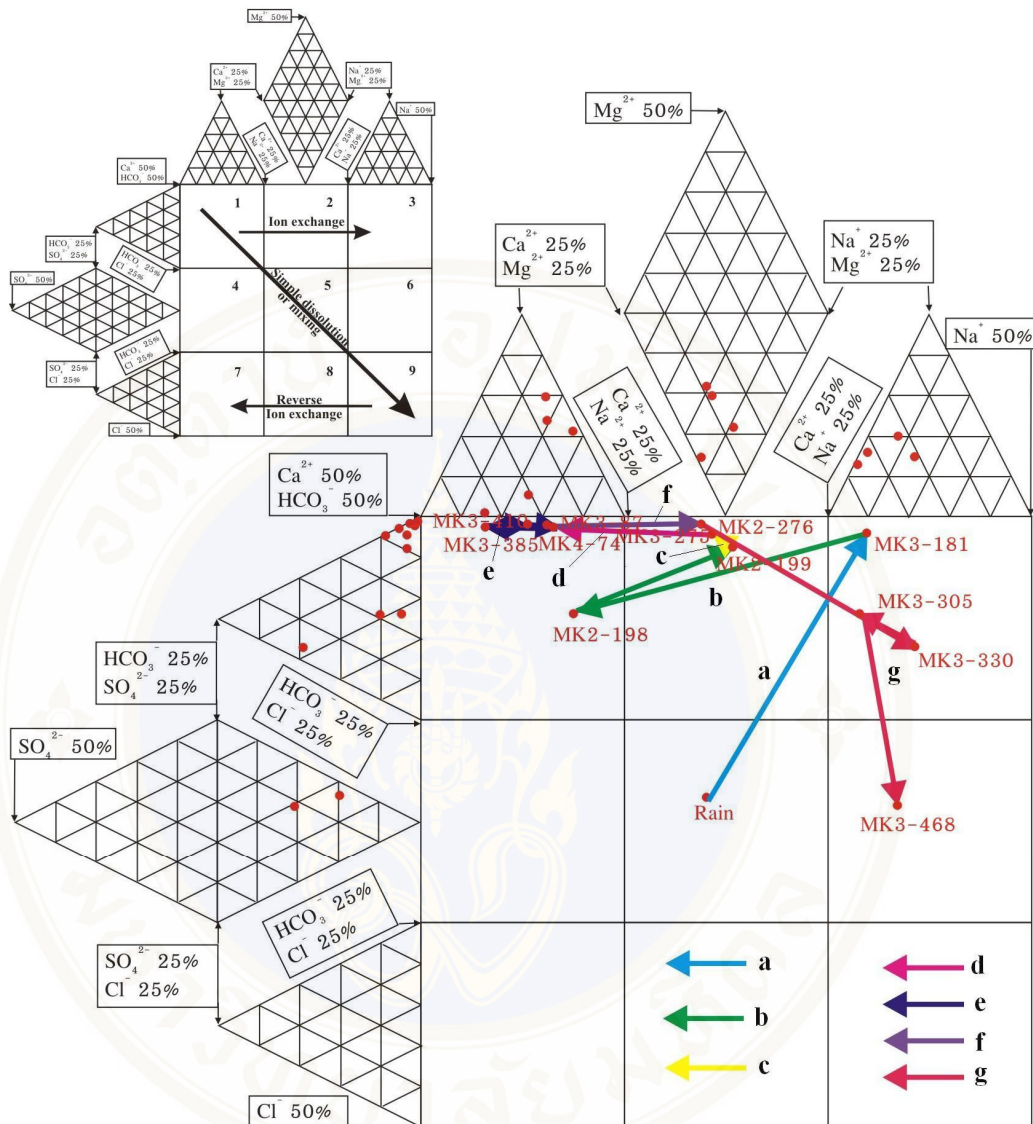 Mg²⁺ 50%
Ca²⁺ 25%
Mg²⁺ 25%
Na⁺ 25%
Mg²⁺ 25%
Na⁺ 50%
Ca²⁺ 25%
Na⁺ 25%
Ca²⁺ 25%
Na⁺ 25%
Ca²⁺ 50%
HCO₃⁻ 50%
1
2
3
Ion exchange
HCO₃⁻ 25%
SO₄²⁻ 25%
HCO₃⁻ 25%
Cl⁻ 25%
SO₄²⁻ 50%
4
5
6
Simple dissolution
or mixing
HCO₃⁻ 25%
Cl⁻ 25%
SO₄²⁻ 25%
Cl⁻ 25%
7
8
9
Reverse
Ion exchange
Cl⁻ 50%
Mg²⁺ 50%
Ca²⁺ 25%
Mg²⁺ 25%
Na⁺ 25%
Mg²⁺ 25%
Na⁺ 50%
Ca²⁺ 25%
Na²⁺ 25%
Ca²⁺ 25%
Na⁺ 25%
Ca²⁺ 50%
HCO₃⁻ 50%
f
MK3-410
MK2-276
MK3-385
MK4-74
MK3-181
e
d
c
MK2-199
b
MK2-198
MK3-305
MK3-330
a
g
HCO₃⁻ 25%
SO₄²⁻ 25%
HCO₃⁻ 25%
Cl⁻ 25%
SO₄²⁻ 50%
Rain
MK3-468
HCO₃⁻ 25%
Cl⁻ 25%
SO₄²⁻ 25%
Cl⁻ 25%
Cl⁻ 50%
a
b
c
d
e
f
g